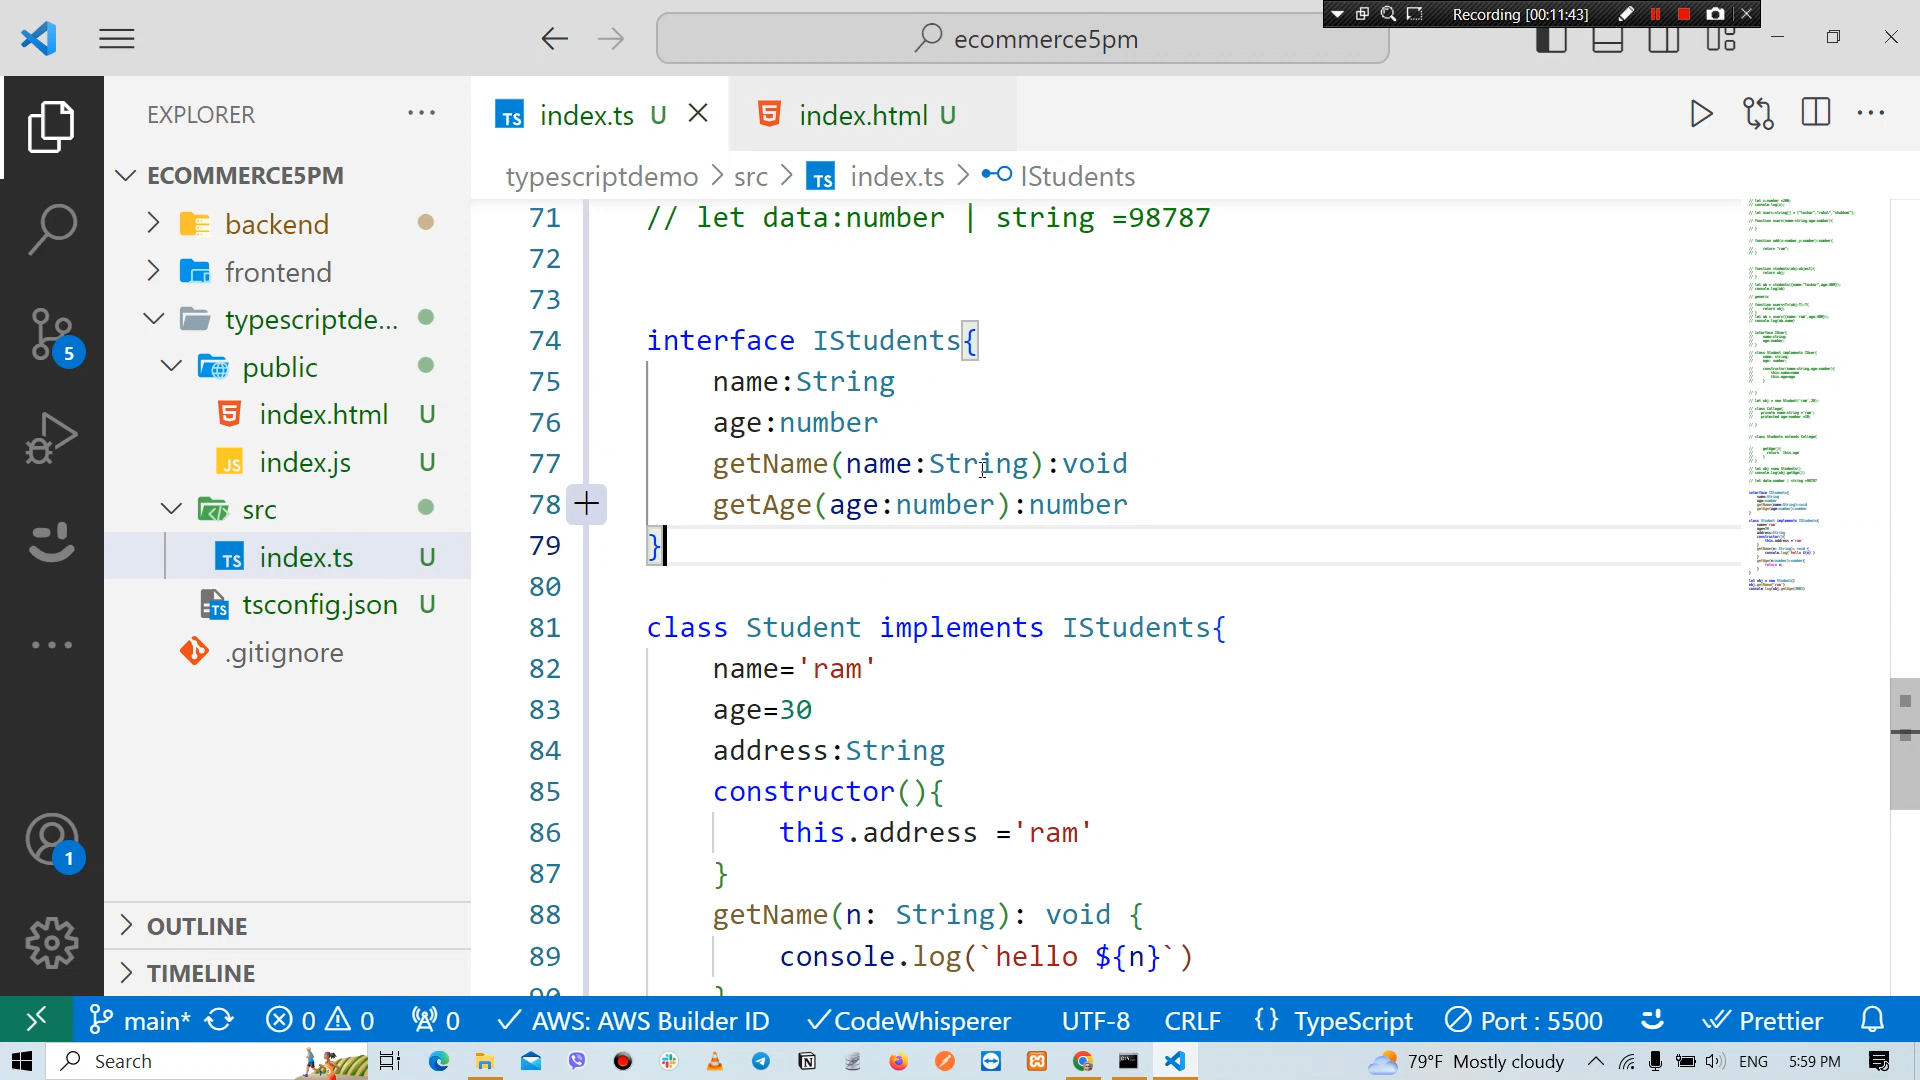 Recording [00:11:43]
ecommerce5pm
EXPLORER
ECOMMERCE5PM
backend
frontend
typescriptde...
public
index.html U
index.js U
src
index.ts U
tsconfig.json U
.gitignore
OUTLINE
TIMELINE
5
1
index.ts U
index.html U
typescriptdemo > src > TS index.ts > IStudents
71 // let data:number | string =98787
72
73
74 interface IStudents{
75 name:String
76 age:number
77 getName(name:String):void
78 getAge(age:number):number
79 }
80
81 class Student implements IStudents{
82 name='ram'
83 age=30
84 address:String
85 constructor(){
86 this.address ='ram'
87 }
88 getName(n: String): void {
89 console.log(`hello ${n}`)
90 }
main* 0 0 0 AWS: AWS Builder ID CodeWhisperer UTF-8 CRLF {} TypeScript Port : 5500 Prettier
Search 79°F Mostly cloudy ENG 5:59 PM